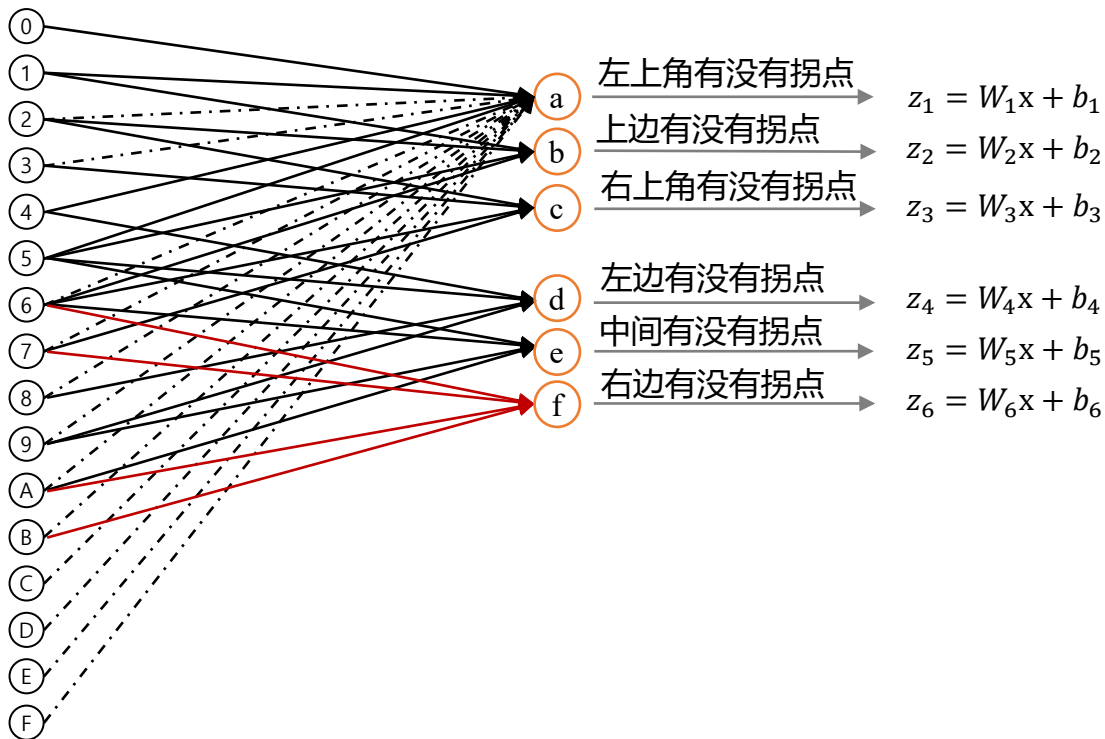 0
1
2
3
4
5
6
7
8
9
A
B
C
D
E
F
a 左上角有没有拐点 z₁ = W₁x + b₁
b 上边有没有拐点 z₂ = W₂x + b₂
c 右上角有没有拐点 z₃ = W₃x + b₃
d 左边有没有拐点 z₄ = W₄x + b₄
e 中间有没有拐点 z₅ = W₅x + b₅
f 右边有没有拐点 z₆ = W₆x + b₆